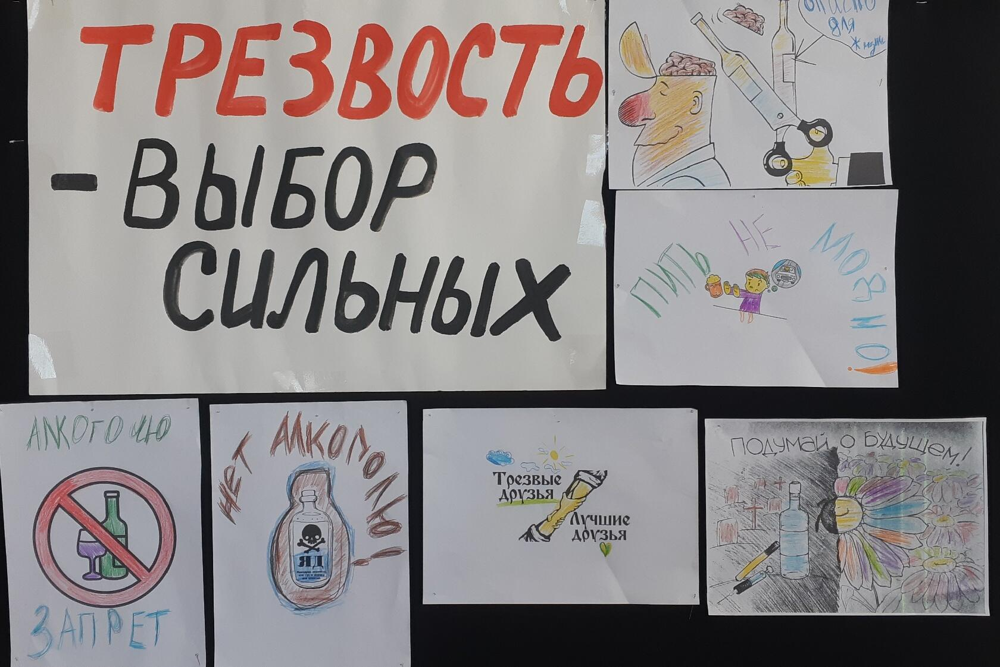 ТРЕЗВОСТЬ
- ВЫБОР
СИЛЬНЫХ
ОПАСНО
ДЛЯ
Жизни
ПИТЬ НЕ МОДНО!
АЛКОГОЛЮ
ЗАПРЕТ
НЕТ АЛКОГОЛЮ!
ЯД
Трезвые
друзья
Лучшие
друзья
ПОДУМАЙ О БУДУЩЕМ!